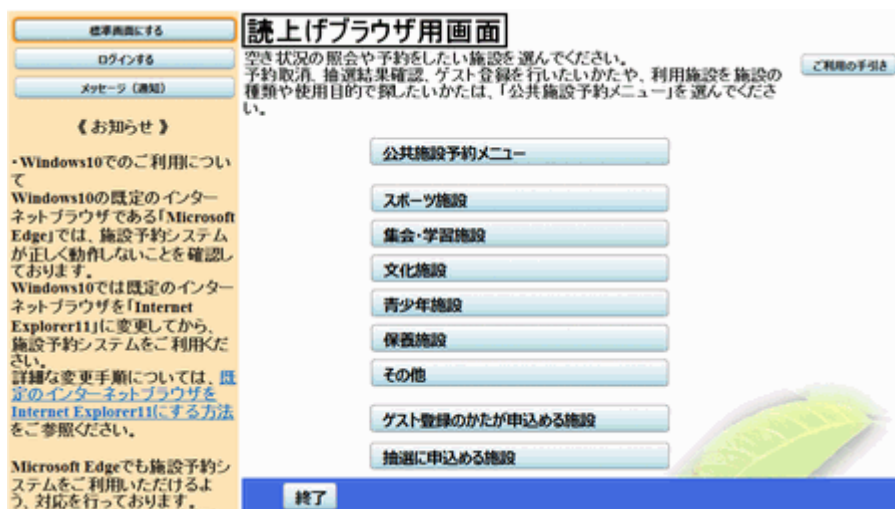 標準画面にする
ログインする
メッセージ（通知）
《お知らせ》
・Windows10でのご利用につい
て
Windows10の既定のインター
ネットブラウザである「Microsoft
Edge」では、施設予約システム
が正しく動作しないことを確認し
ております。
Windows10では既定のインター
ネットブラウザを「Internet
Explorer11」に変更してから、
施設予約システムをご利用くだ
さい。
詳細な変更手順については、既
定のインターネットブラウザを
Internet Explorer11にする方法
をご参照ください。
Microsoft Edgeでも施設予約シ
ステムをご利用いただけるよ
う、対応を行っております。
読上げブラウザ用画面
空き状況の照会や予約をしたい施設を選んでください。
予約取消、抽選結果確認、ゲスト登録を行いたいかたや、利用施設を施設の
種類や使用目的で探したいかたは、「公共施設予約メニュー」を選んでくださ
い。
ご利用の手引き
公共施設予約メニュー
スポーツ施設
集会・学習施設
文化施設
青少年施設
保養施設
その他
ゲスト登録のかたが申込める施設
抽選に申込める施設
終了